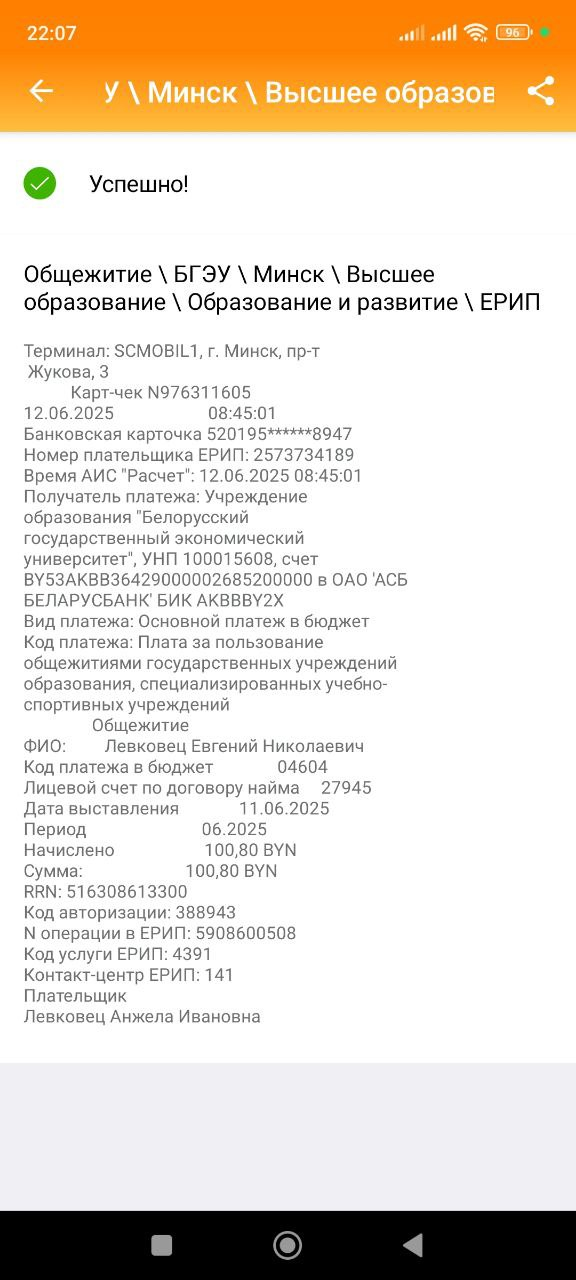 22:07
96
У \ Минск \ Высшее образов
Успешно!
Общежитие \ БГЭУ \ Минск \ Высшее
образование \ Образование и развитие \ ЕРИП
Терминал: SCMOBIL1, г. Минск, пр-т
Жукова, 3
Карт-чек N976311605
12.06.2025 08:45:01
Банковская карточка 520195******8947
Номер плательщика ЕРИП: 2573734189
Время АИС "Расчет": 12.06.2025 08:45:01
Получатель платежа: Учреждение
образования "Белорусский
государственный экономический
университет", УНП 100015608, счет
BY53AKBB36429000002685200000 в ОАО 'АСБ
БЕЛАРУСБАНК' БИК AKBBBY2X
Вид платежа: Основной платеж в бюджет
Код платежа: Плата за пользование
общежитиями государственных учреждений
образования, специализированных учебно-
спортивных учреждений
Общежитие
ФИО: Левковец Евгений Николаевич
Код платежа в бюджет 04604
Лицевой счет по договору найма 27945
Дата выставления 11.06.2025
Период 06.2025
Начислено 100,80 BYN
Сумма: 100,80 BYN
RRN: 516308613300
Код авторизации: 388943
N операции в ЕРИП: 5908600508
Код услуги ЕРИП: 4391
Контакт-центр ЕРИП: 141
Плательщик
Левковец Анжела Ивановна